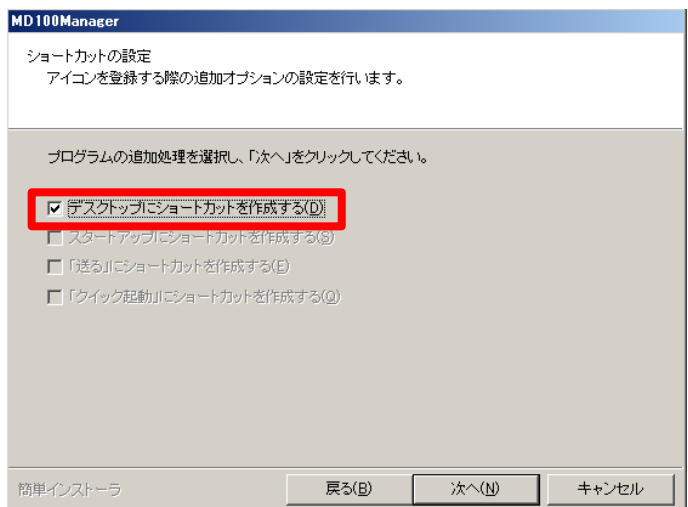 MD100Manager
ショートカットの設定
アイコンを登録する際の追加オプションの設定を行います。
プログラムの追加処理を選択し、「次へ」をクリックしてください。
デスクトップにショートカットを作成する(D)
スタートアップにショートカットを作成する(S)
「送る」にショートカットを作成する(E)
「クイック起動」にショートカットを作成する(Q)
簡単インストーラ
戻る(B) 次へ(N) キャンセル